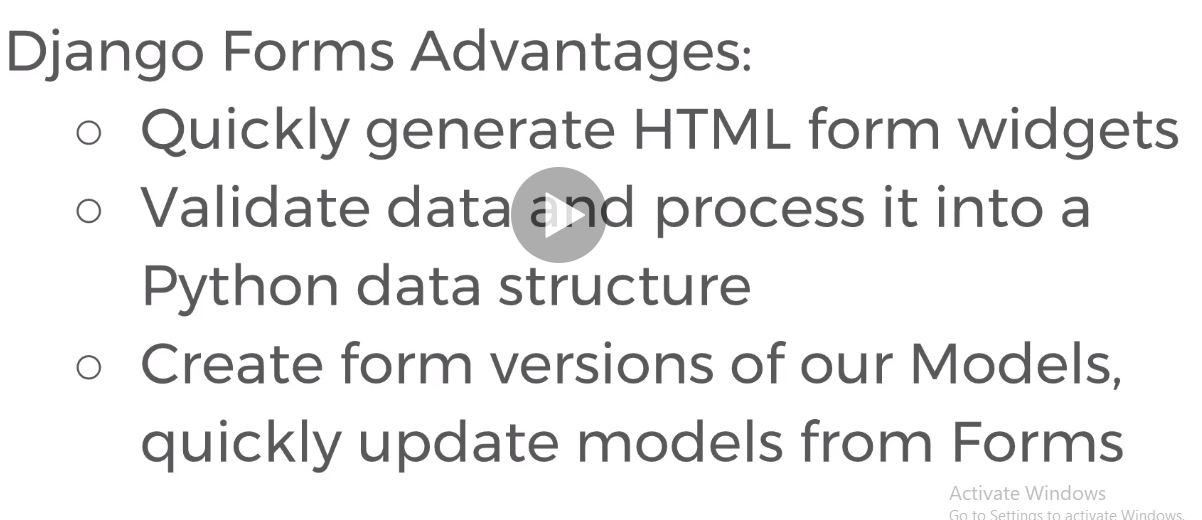 Django Forms Advantages:
○ Quickly generate HTML form widgets
○ Validate data and process it into a
Python data structure
○ Create form versions of our Models,
quickly update models from Forms
Activate Windows
Go to Settings to activate Windows.